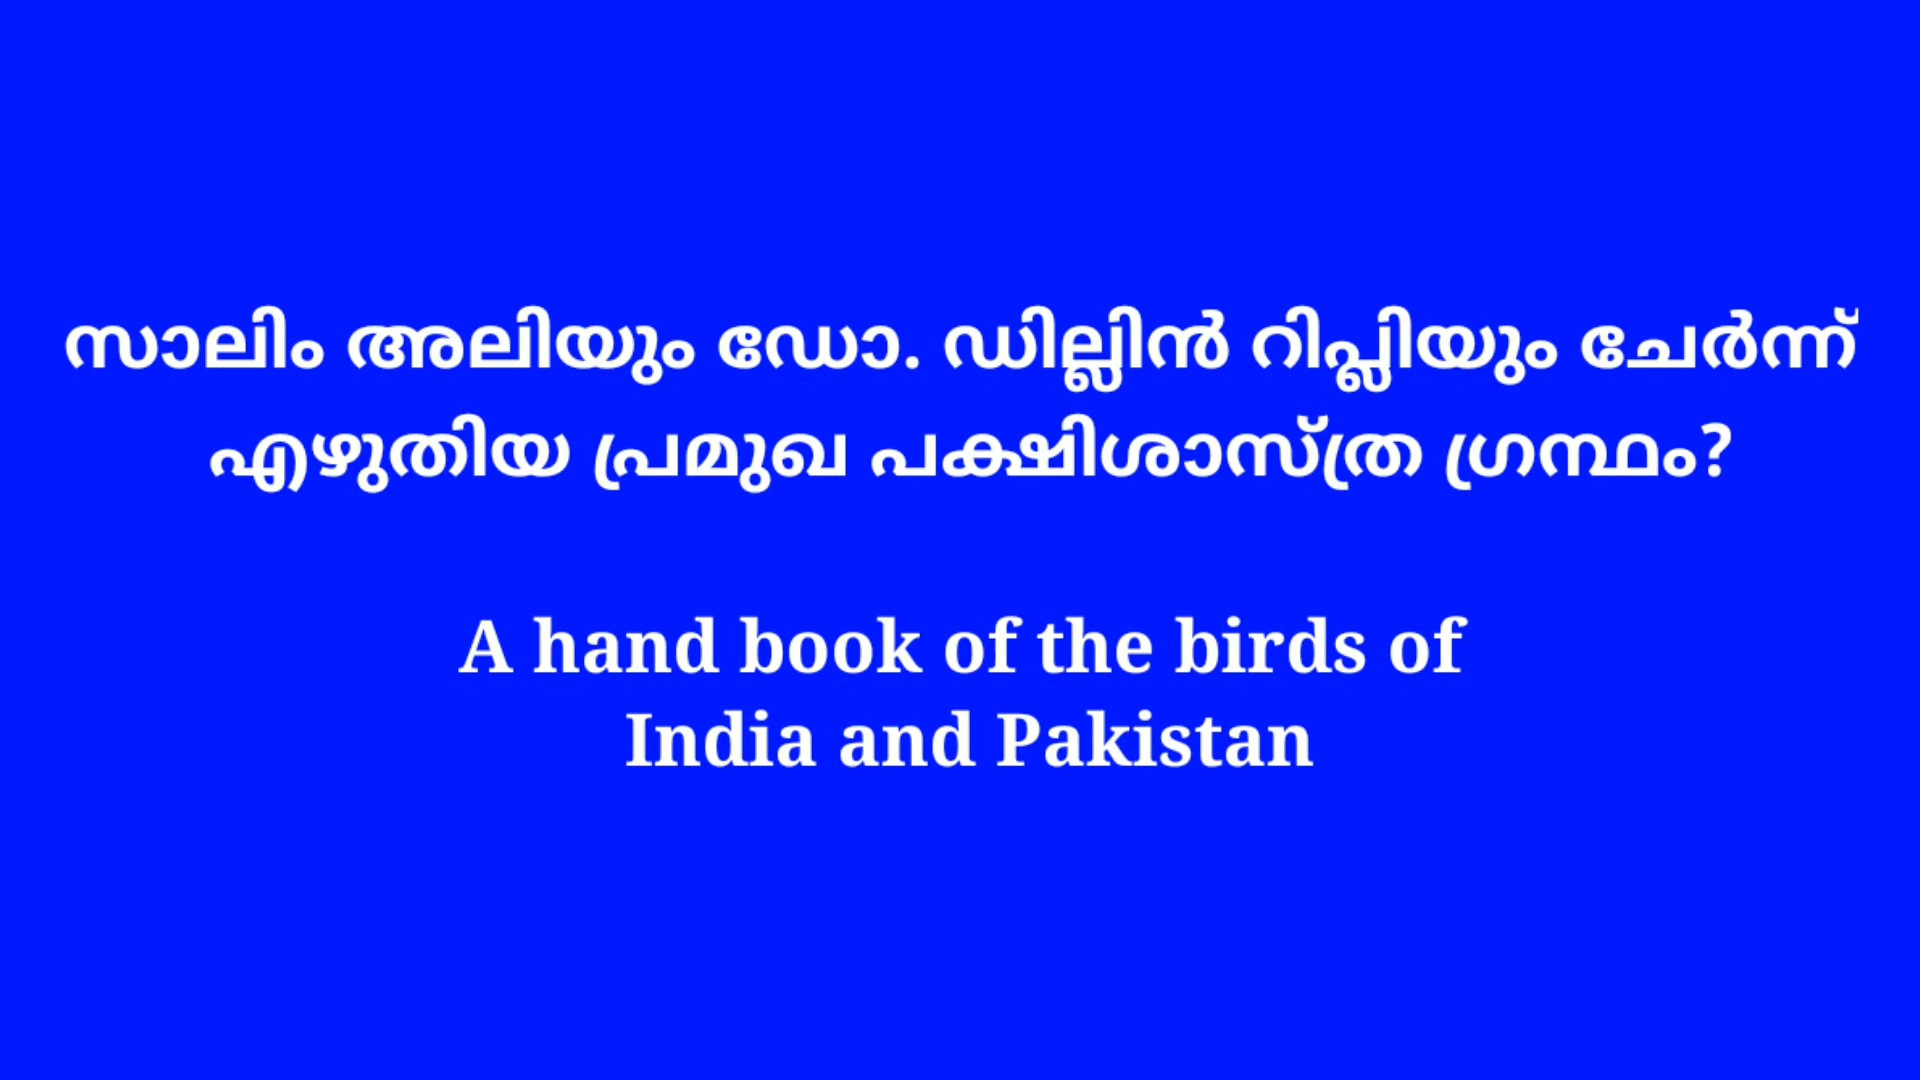 സാലിം അലിയും ഡോ. ഡില്ലിൻ റിപ്ലിയും ചേർന്ന്
എഴുതിയ പ്രമുഖ പക്ഷിശാസ്ത്ര ഗ്രന്ഥം?
A hand book of the birds of
India and Pakistan